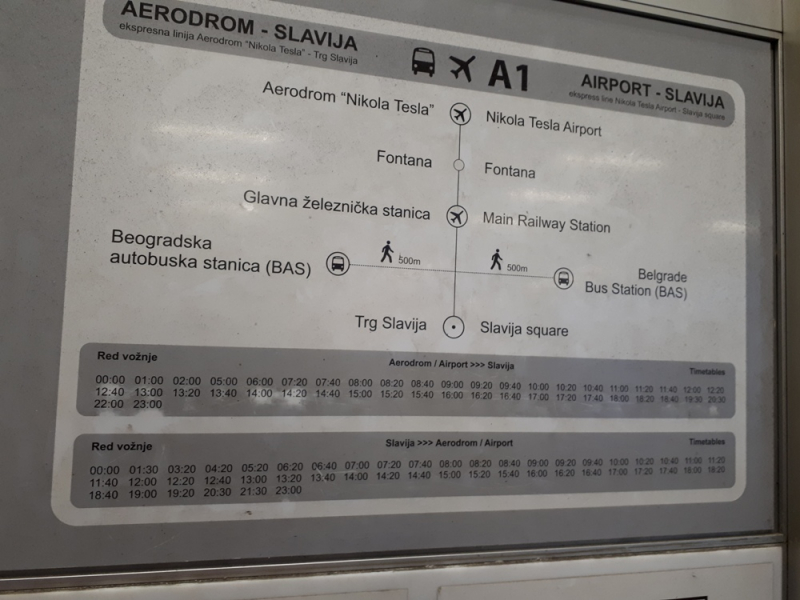 AERODROM - SLAVIJA
ekspresna linija Aerodrom "Nikola Tesla" - Trg Slavija
A1
AIRPORT - SLAVIJA
ekspress line Nikola Tesla Airport - Slavija square
Aerodrom “Nikola Tesla”
Nikola Tesla Airport
Fontana
Fontana
Glavna železnička stanica
Main Railway Station
Beogradska
autobuska stanica (BAS)
500m
500m
Belgrade
Bus Station (BAS)
Trg Slavija
Slavija square
Red vožnje
Aerodrom / Airport >>> Slavija
Timetables
00:00 01:00 02:00 05:00 06:00 07:20 07:40 08:00 08:20 08:40 09:00 09:20 09:40 10:00 10:20 10:40 11:00 11:20 11:40 12:00 12:20
12:40 13:00 13:20 13:40 14:00 14:20 14:40 15:00 15:20 15:40 16:00 16:20 16:40 17:00 17:20 17:40 18:00 18:20 18:40 19:30 20:30
22:00 23:00
Red vožnje
Slavija >>> Aerodrom / Airport
Timetables
00:00 01:30 03:20 04:20 05:20 06:20 06:40 07:00 07:20 07:40 08:00 08:20 08:40 09:00 09:20 09:40 10:00 10:20 10:40 11:00 11:20
11:40 12:00 12:20 12:40 13:00 13:20 13:40 14:00 14:20 14:40 15:00 15:20 15:40 16:00 16:20 16:40 17:00 17:20 17:40 18:00 18:20
18:40 19:00 19:20 20:30 21:30 23:00